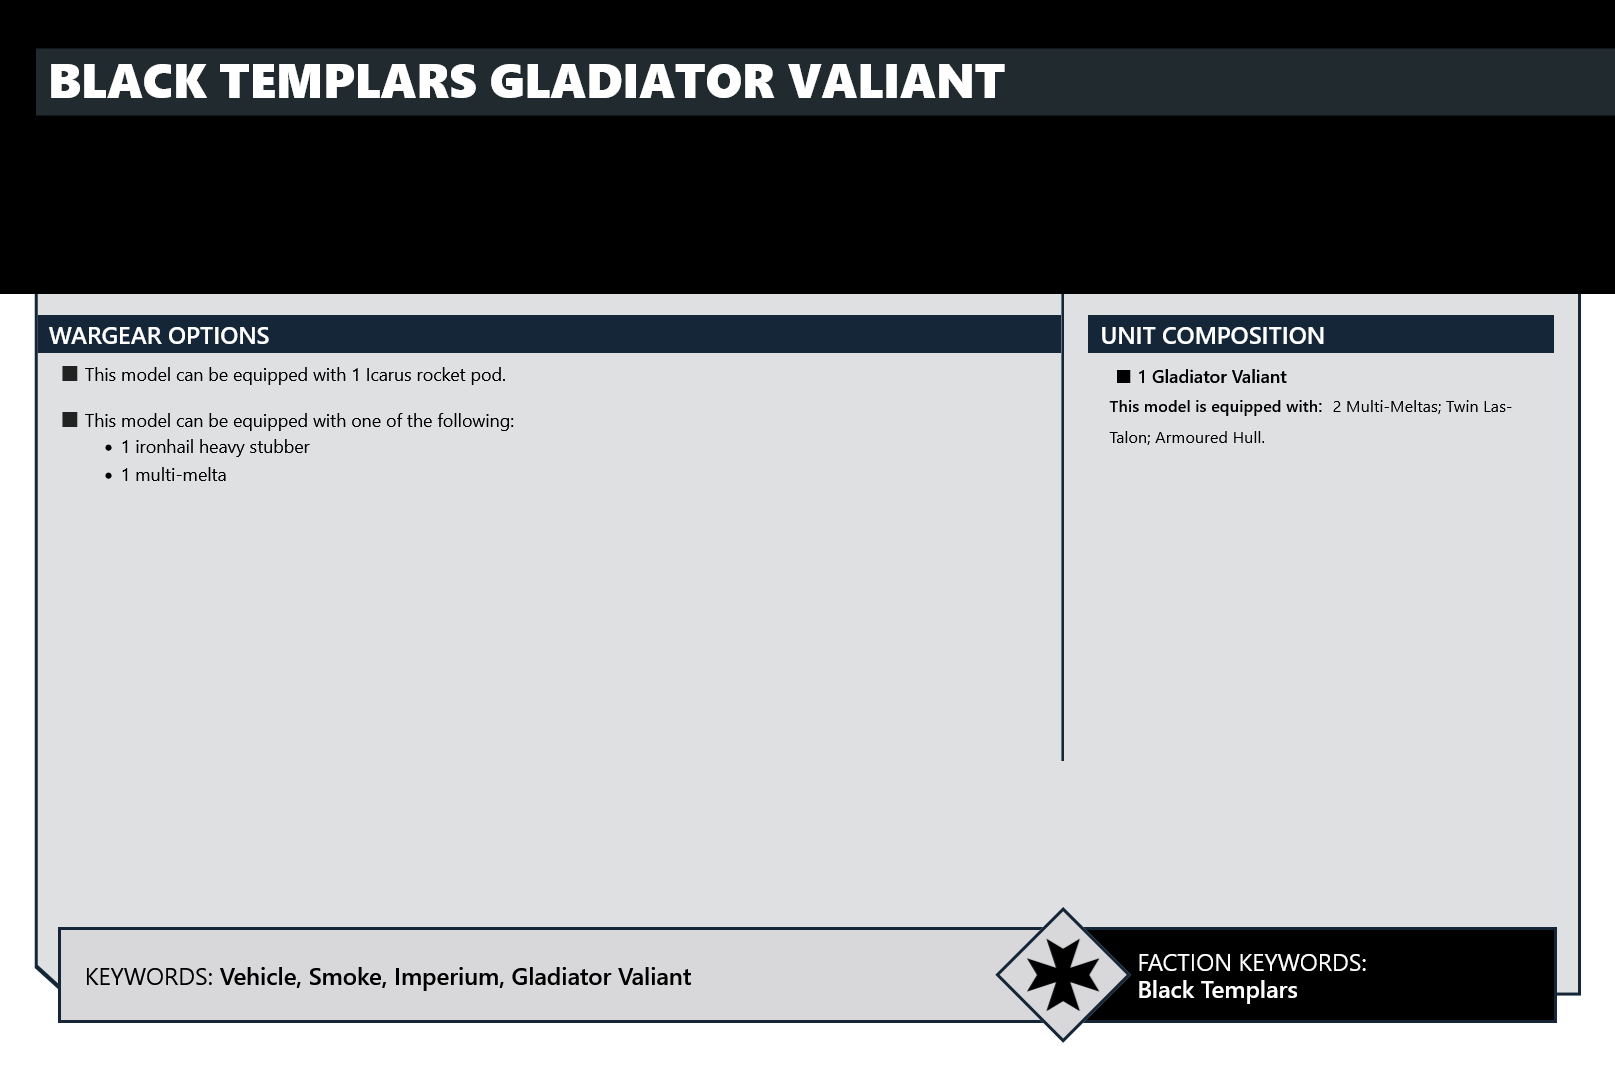 BLACK TEMPLARS GLADIATOR VALIANT
WARGEAR OPTIONS
This model can be equipped with 1 Icarus rocket pod.
This model can be equipped with one of the following:
1 ironhail heavy stubber
1 multi-melta
UNIT COMPOSITION
1 Gladiator Valiant
This model is equipped with: 2 Multi-Meltas; Twin Las-
Talon; Armoured Hull.
KEYWORDS: Vehicle, Smoke, Imperium, Gladiator Valiant
FACTION KEYWORDS:
Black Templars